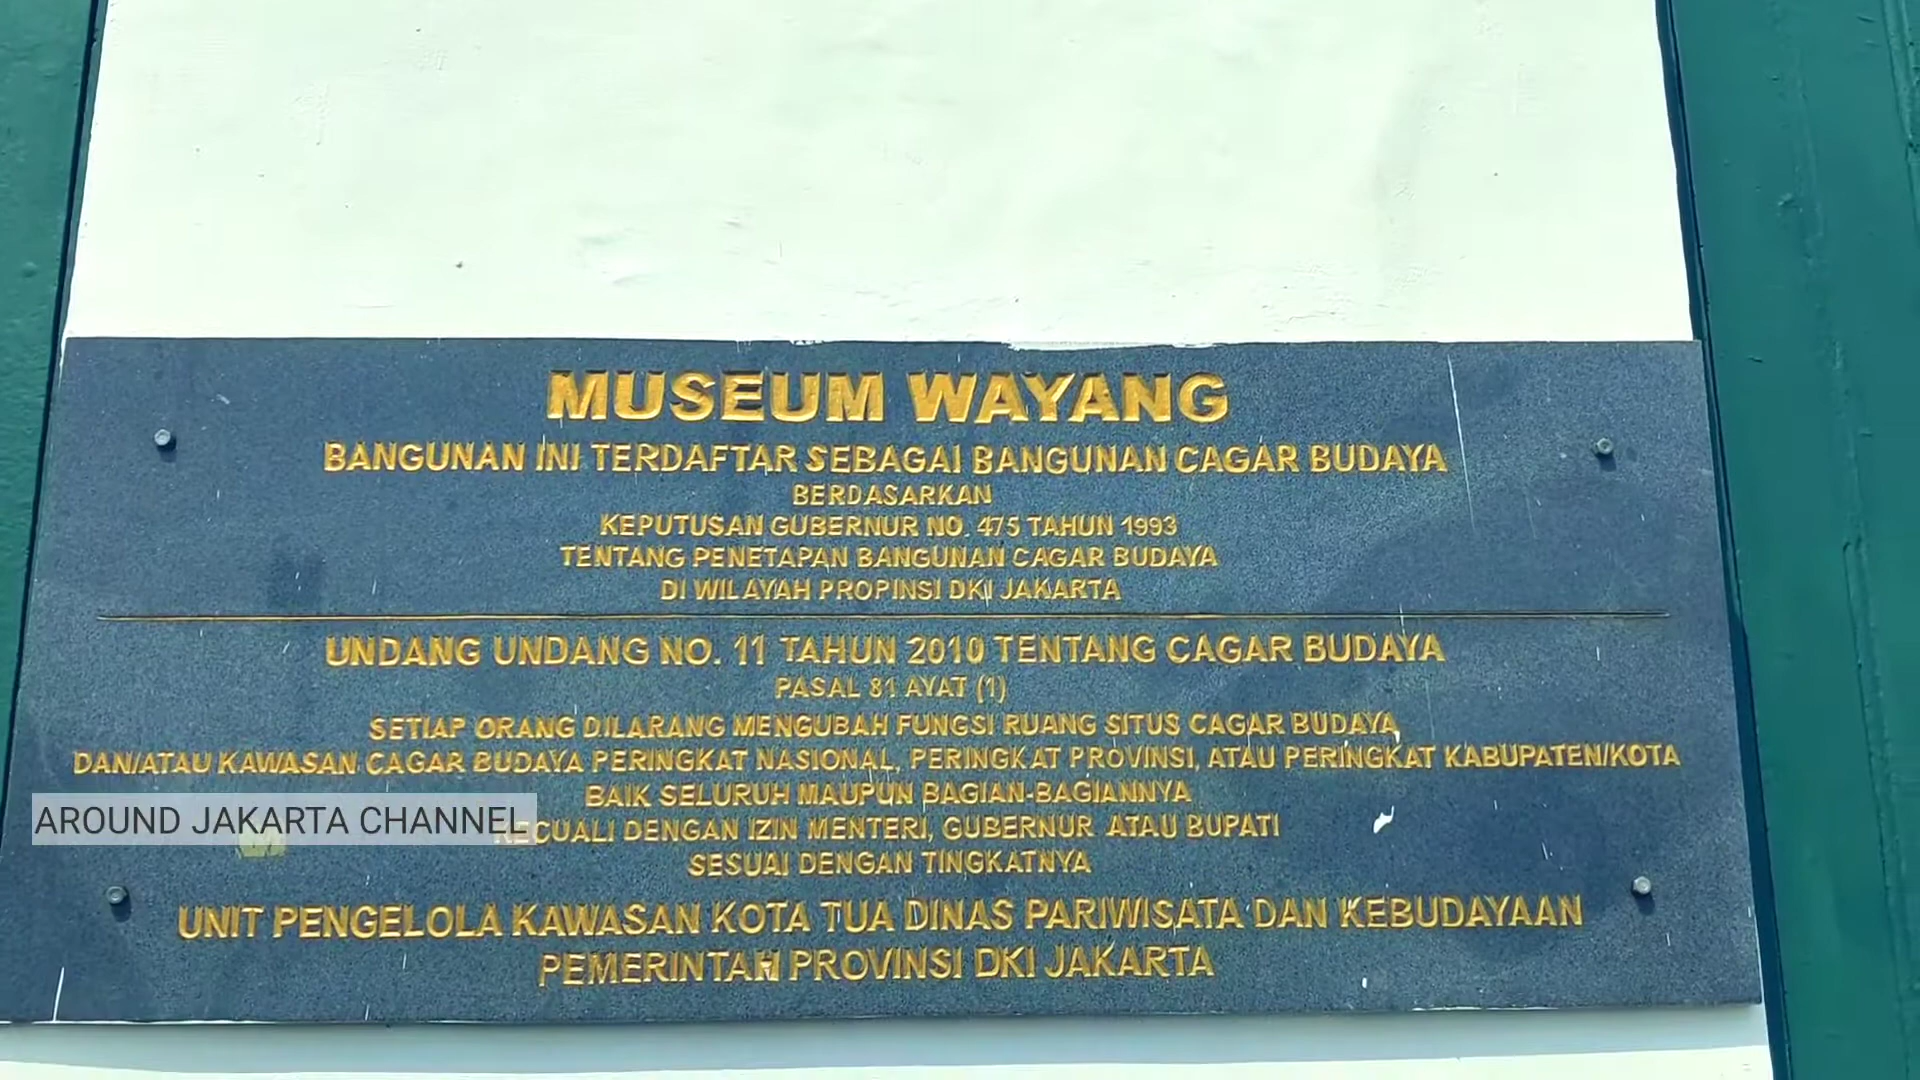 MUSEUM WAYANG
BANGUNAN INI TERDAFTAR SEBAGAI BANGUNAN CAGAR BUDAYA
BERDASARKAN
KEPUTUSAN GUBERNUR NO. 475 TAHUN 1993
TENTANG PENETAPAN BANGUNAN CAGAR BUDAYA
DI WILAYAH PROPINSI DKI JAKARTA
UNDANG UNDANG NO. 11 TAHUN 2010 TENTANG CAGAR BUDAYA
PASAL 81 AYAT (1)
SETIAP ORANG DILARANG MENGUBAH FUNGSI RUANG SITUS CAGAR BUDAYA,
DAN/ATAU KAWASAN CAGAR BUDAYA PERINGKAT NASIONAL, PERINGKAT PROVINSI, ATAU PERINGKAT KABUPATEN/KOTA
BAIK SELURUH MAUPUN BAGIAN-BAGIANNYA
AROUND JAKARTA CHANNEL
KECUALI DENGAN IZIN MENTERI, GUBERNUR ATAU BUPATI
SESUAI DENGAN TINGKATNYA
UNIT PENGELOLA KAWASAN KOTA TUA DINAS PARIWISATA DAN KEBUDAYAAN
PEMERINTAH PROVINSI DKI JAKARTA